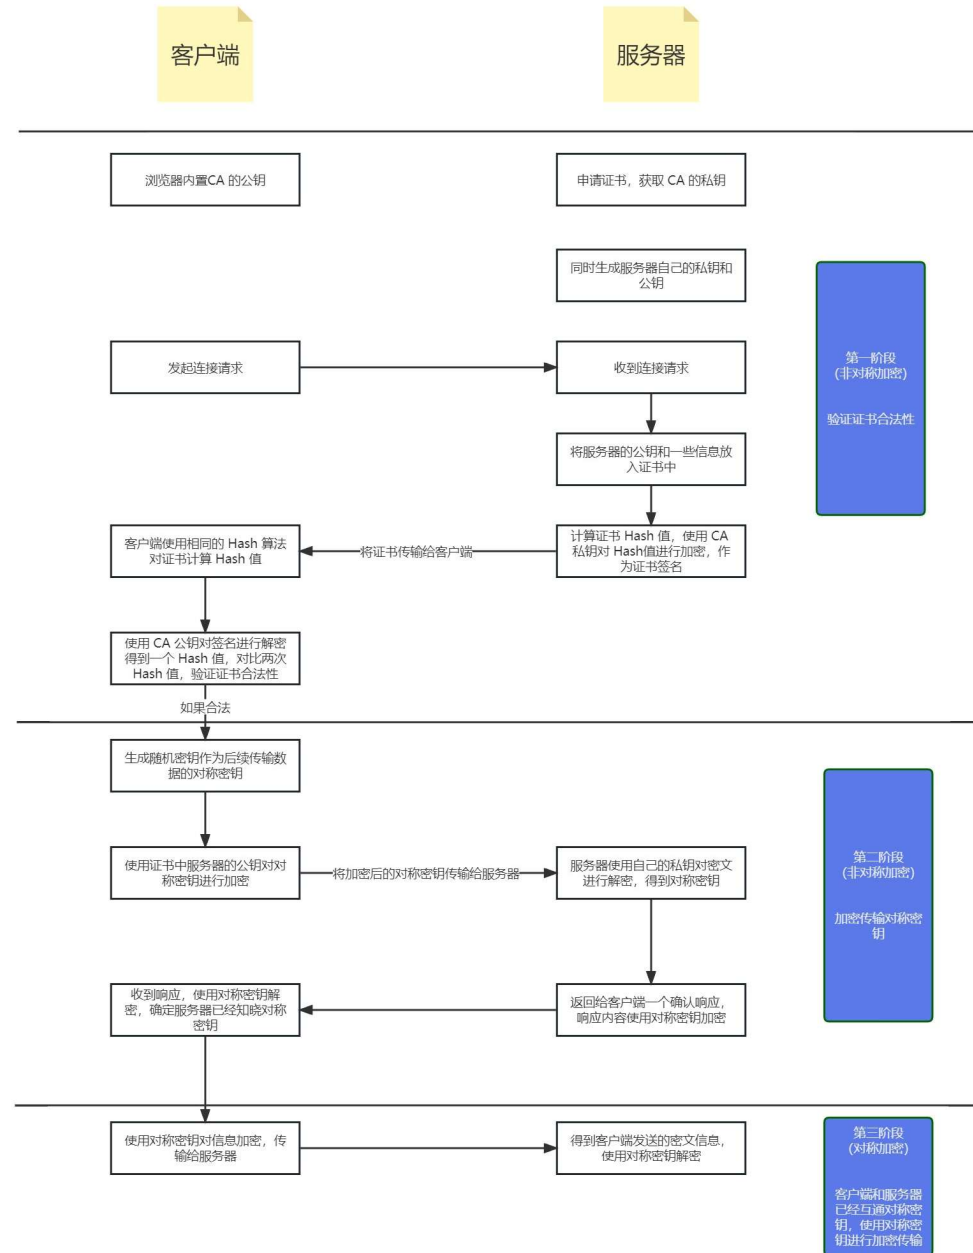 客户端
服务器
浏览器内置CA 的公钥
申请证书，获取 CA 的私钥
同时生成服务器自己的私钥和
公钥
第一阶段
(非对称加密)
验证证书合法性
发起连接请求
收到连接请求
将服务器的公钥和一些信息放
入证书中
客户端使用相同的 Hash 算法
对证书计算 Hash 值
将证书传输给客户端
计算证书 Hash 值，使用 CA
私钥对 Hash值进行加密，作
为证书签名
使用 CA 公钥对签名进行解密
得到一个 Hash 值，对比两次
Hash 值，验证证书合法性
如果合法
生成随机密钥作为后续传输数
据的对称密钥
第二阶段
(非对称加密)
加密传输对称密
钥
使用证书中服务器的公钥对对
称密钥进行加密
将加密后的对称密钥传输给服务器
服务器使用自己的私钥对密文
进行解密，得到对称密钥
收到响应，使用对称密钥解
密，确定服务器已经知晓对称
密钥
返回给客户端一个确认响应，
响应内容使用对称密钥加密
使用对称密钥对信息加密，传
输给服务器
得到客户端发送的密文信息，
使用对称密钥解密
第三阶段
(对称加密)
客户端和服务器
已经互通对称密
钥，使用对称密
钥进行加密传输